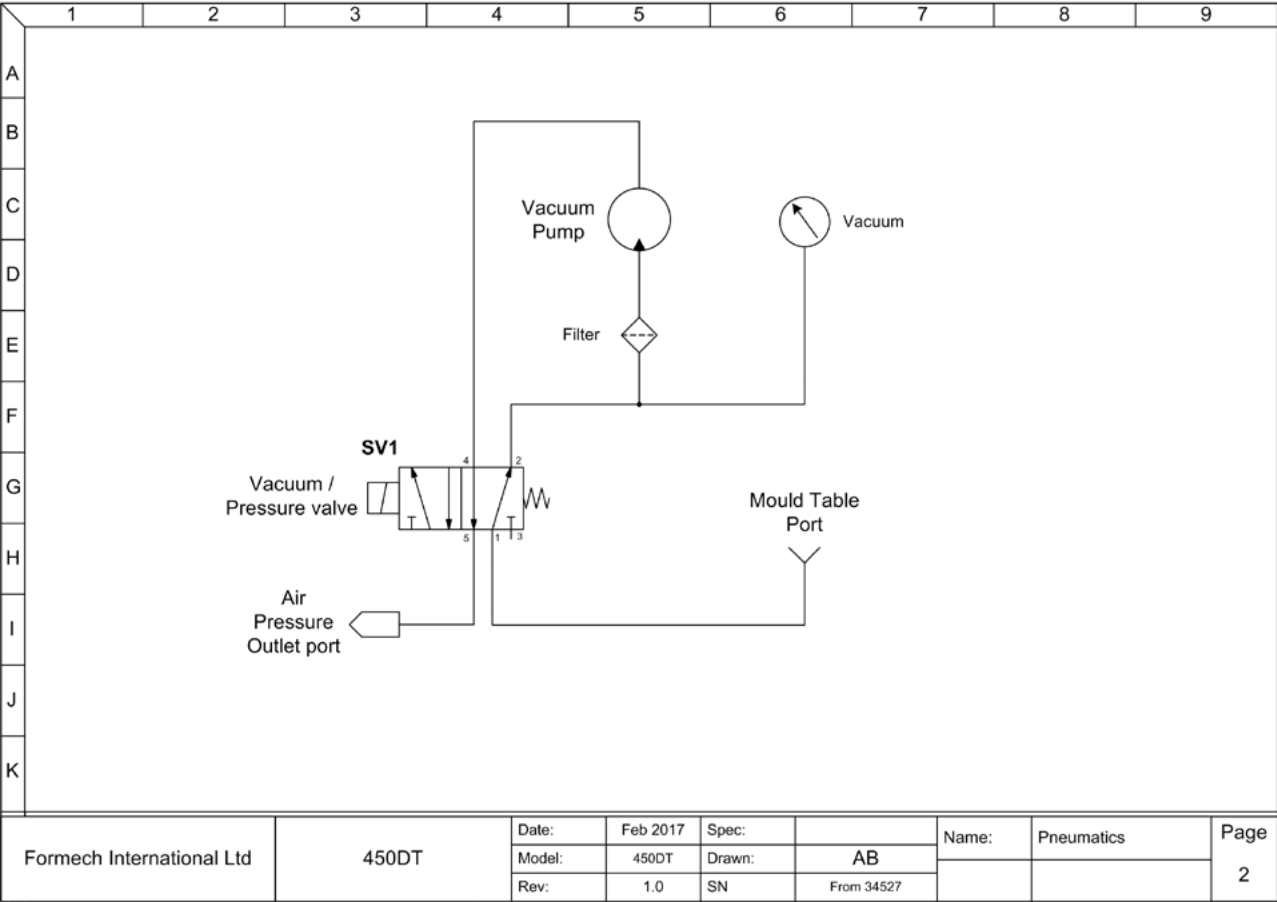 1 2 3 4 5 6 7 8 9
A
B
C
D
E
F
G
H
I
J
K
Vacuum
Pump
Vacuum
Filter
SV1
Vacuum /
Pressure valve
4 2
5 1 3
Mould Table
Port
Air
Pressure
Outlet port
Formech International Ltd
450DT
Date: Feb 2017 Spec:
Model: 450DT Drawn: AB
Rev: 1.0 SN From 34527
Name: Pneumatics
Page
2